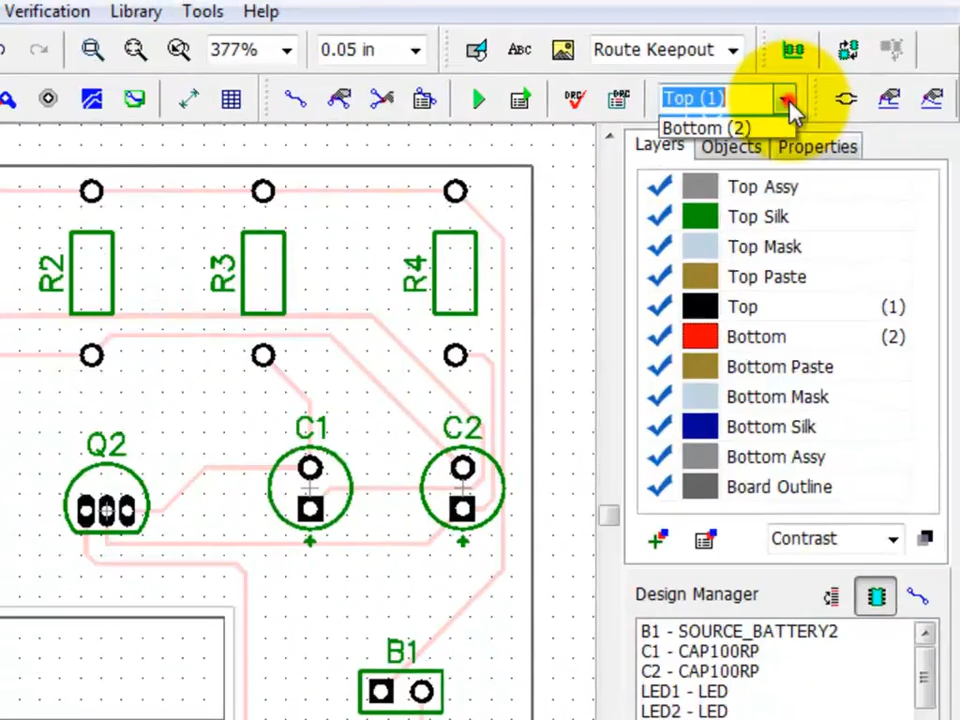 Verification Library Tools Help
377% 0.05 in ABC Route Keepout
DRC DRC Top (1)
Bottom (2)
Layers Objects Properties
Top Assy
Top Silk
Top Mask
Top Paste
Top (1)
Bottom (2)
Bottom Paste
Bottom Mask
Bottom Silk
Bottom Assy
Board Outline
Contrast
Design Manager
B1 - SOURCE_BATTERY2
C1 - CAP100RP
C2 - CAP100RP
LED1 - LED
LED2 - LED
R2
R3
R4
Q2
C1
C2
B1